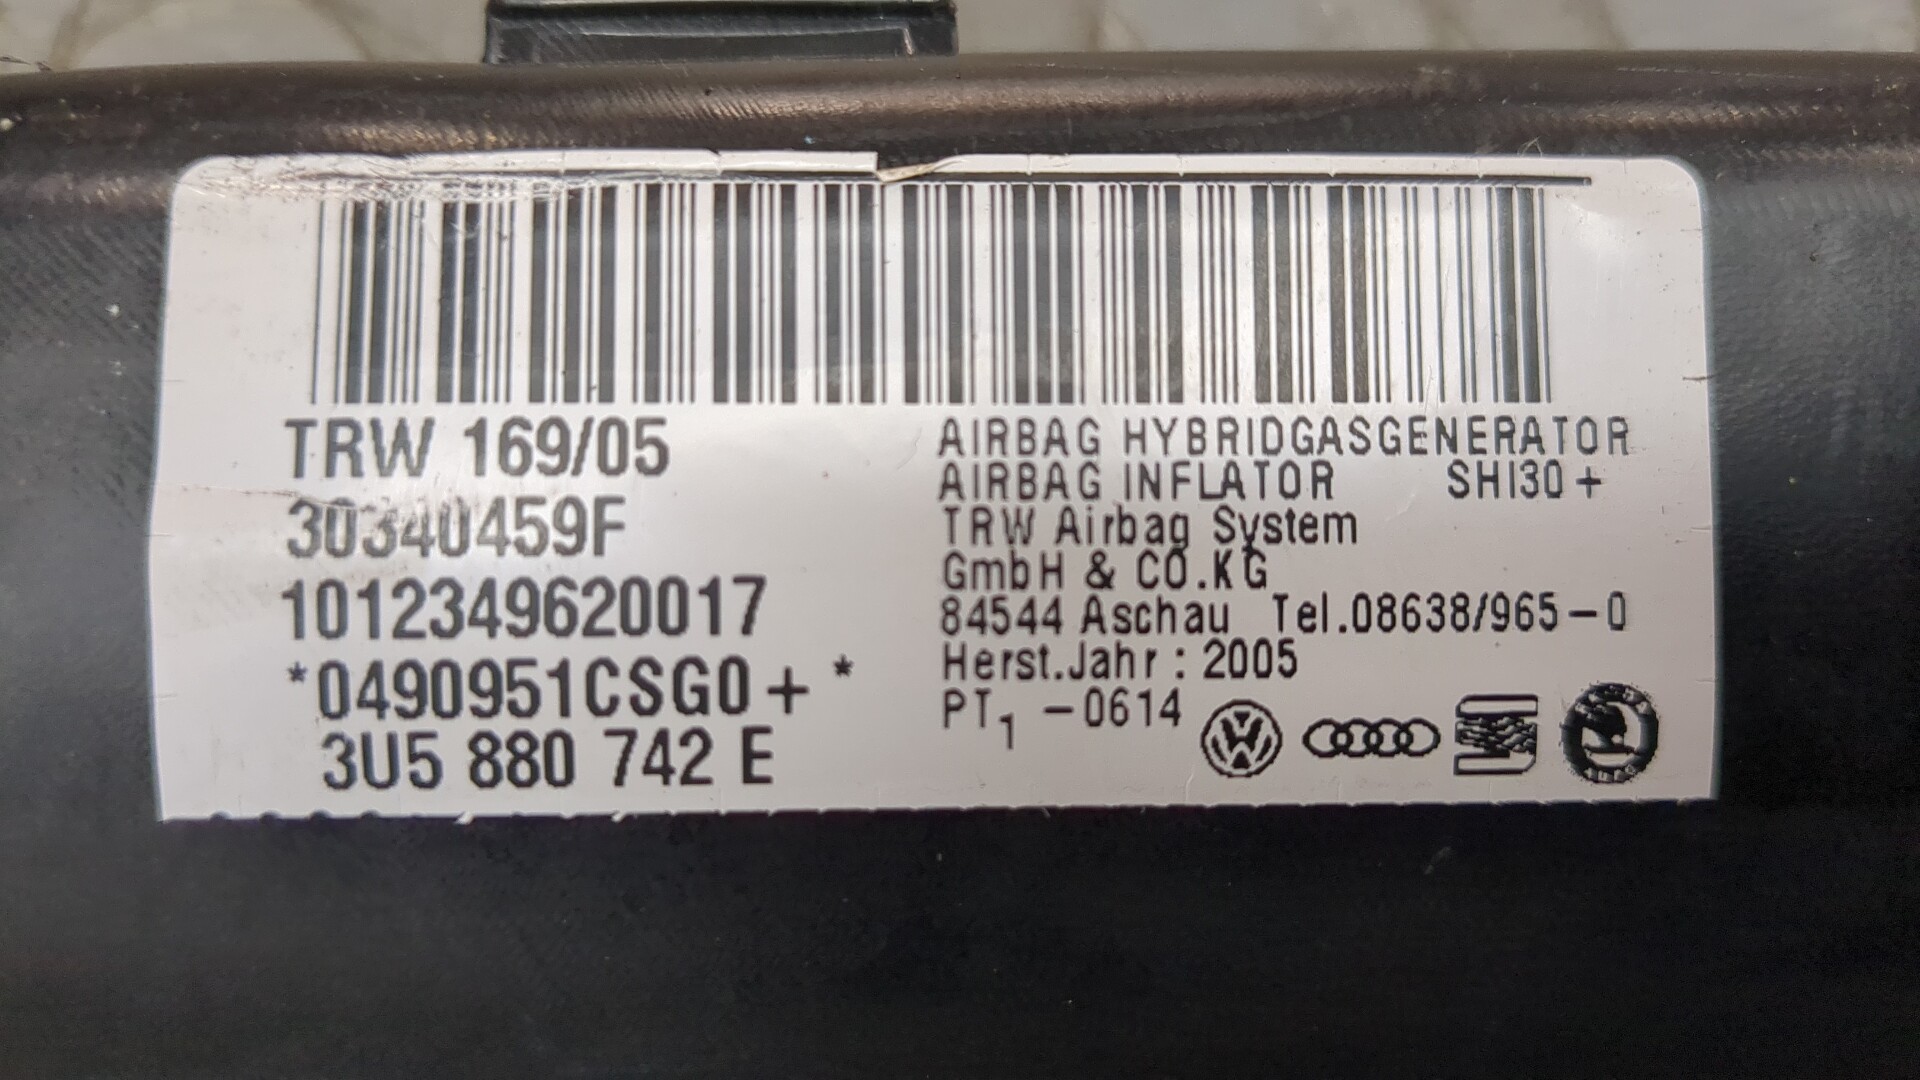 TRW 169/05
30340459F
1012349620017
*0490951CSG0+ *
3U5 880 742 E
AIRBAG HYBRIDGASGENERATOR
AIRBAG INFLATOR SHI30+
TRW Airbag System
GmbH & CO.KG
84544 Aschau Tel.08638/965-0
Herst.Jahr: 2005
PT1 -0614